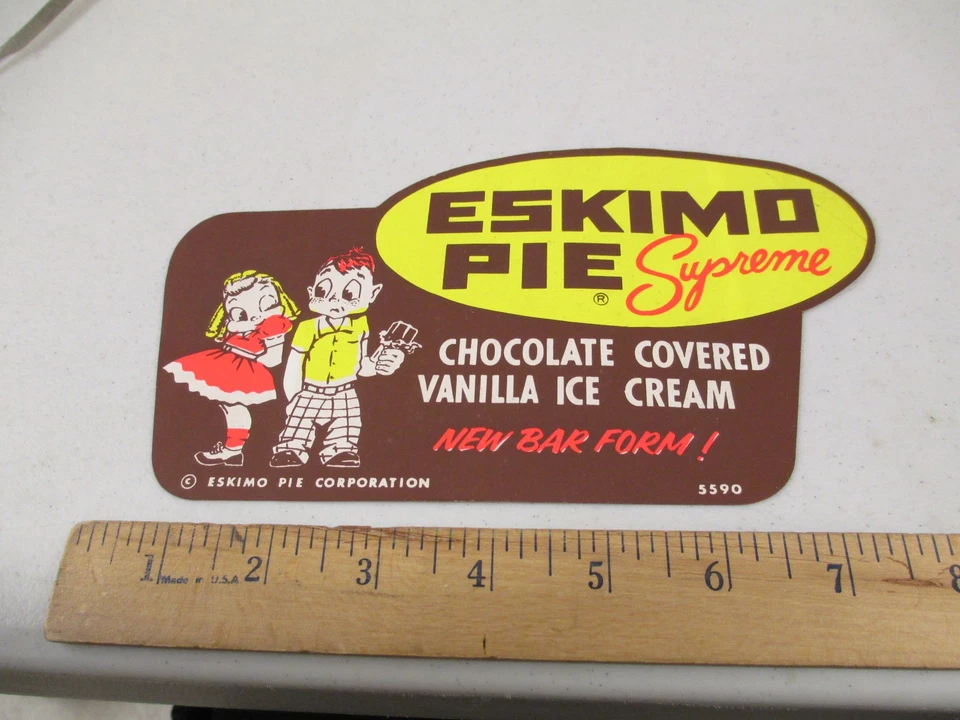 ESKIMO
PIE Supreme
®
CHOCOLATE COVERED
VANILLA ICE CREAM
NEW BAR FORM!
© ESKIMO PIE CORPORATION
5590
1 2 3 4 5 6 7 8
Made in U.S.A